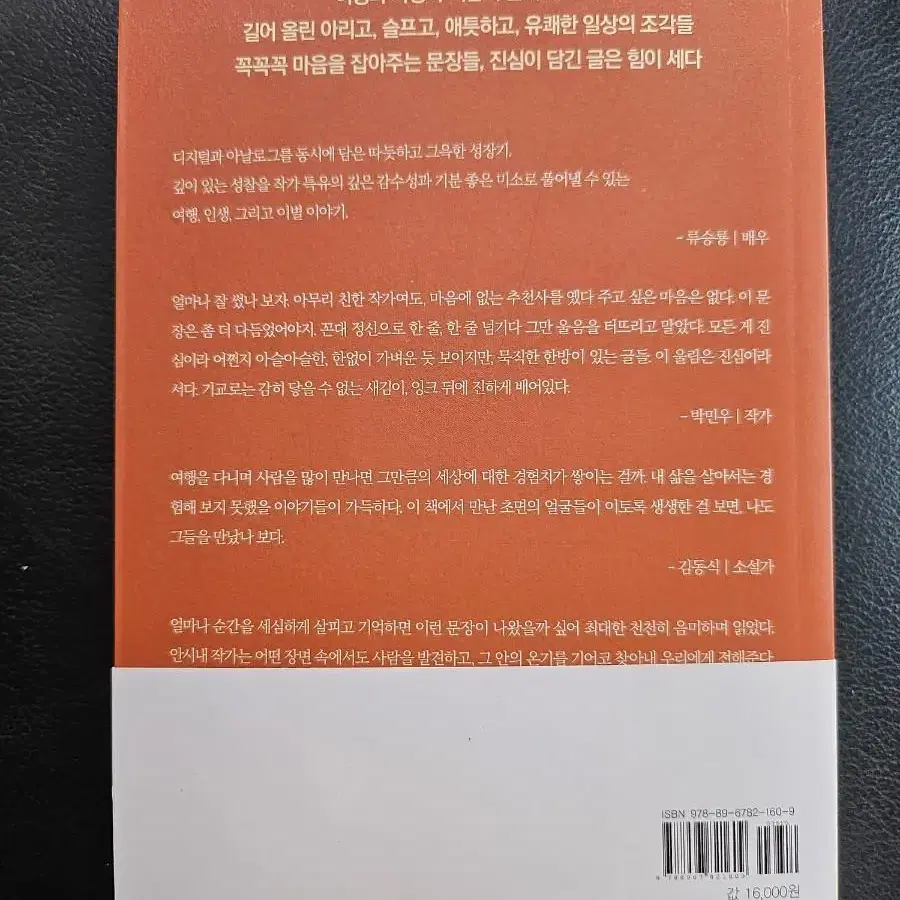 길어 올린 아리고, 슬프고, 애틋하고, 유쾌한 일상의 조각들
꼭꼭꼭 마음을 잡아주는 문장들, 진심이 담긴 글은 힘이 세다
디지털과 아날로그를 동시에 담은 따듯하고 그윽한 성장기.
깊이 있는 성찰을 작가 특유의 깊은 감수성과 기분 좋은 미소로 풀어낼 수 있는
여행, 인생, 그리고 이별 이야기.
- 류승룡 | 배우
얼마나 잘 썼나 보자. 아무리 친한 작가여도, 마음에 없는 추천사를 옜다 주고 싶은 마음은 없다. 이 문
장은 좀 더 다듬었어야지, 꼰대 정신으로 한 줄, 한 줄 넘기다 그만 울음을 터뜨리고 말았다. 모든 게 진
심이라 어쩐지 아슬아슬한, 한없이 가벼운 듯 보이지만, 묵직한 한방이 있는 글들. 이 울림은 진심이라
서다. 기교로는 감히 닿을 수 없는 새김이, 잉크 뒤에 진하게 배어있다.
- 박민우 | 작가
여행을 다니며 사람을 많이 만나면 그만큼의 세상에 대한 경험치가 쌓이는 걸까. 내 삶을 살아서는 경
험해 보지 못했을 이야기들이 가득하다. 이 책에서 만난 초면의 얼굴들이 이토록 생생한 걸 보면, 나도
그들을 만났나 보다.
- 김동식 | 소설가
얼마나 순간을 세심하게 살피고 기억하면 이런 문장이 나왔을까 싶어 최대한 천천히 음미하며 읽었다.
안시내 작가는 어떤 장면 속에서도 사람을 발견하고, 그 안의 온기를 기어코 찾아내 우리에게 전해준다
ISBN 978-89-6782-160-9
값 16,000원